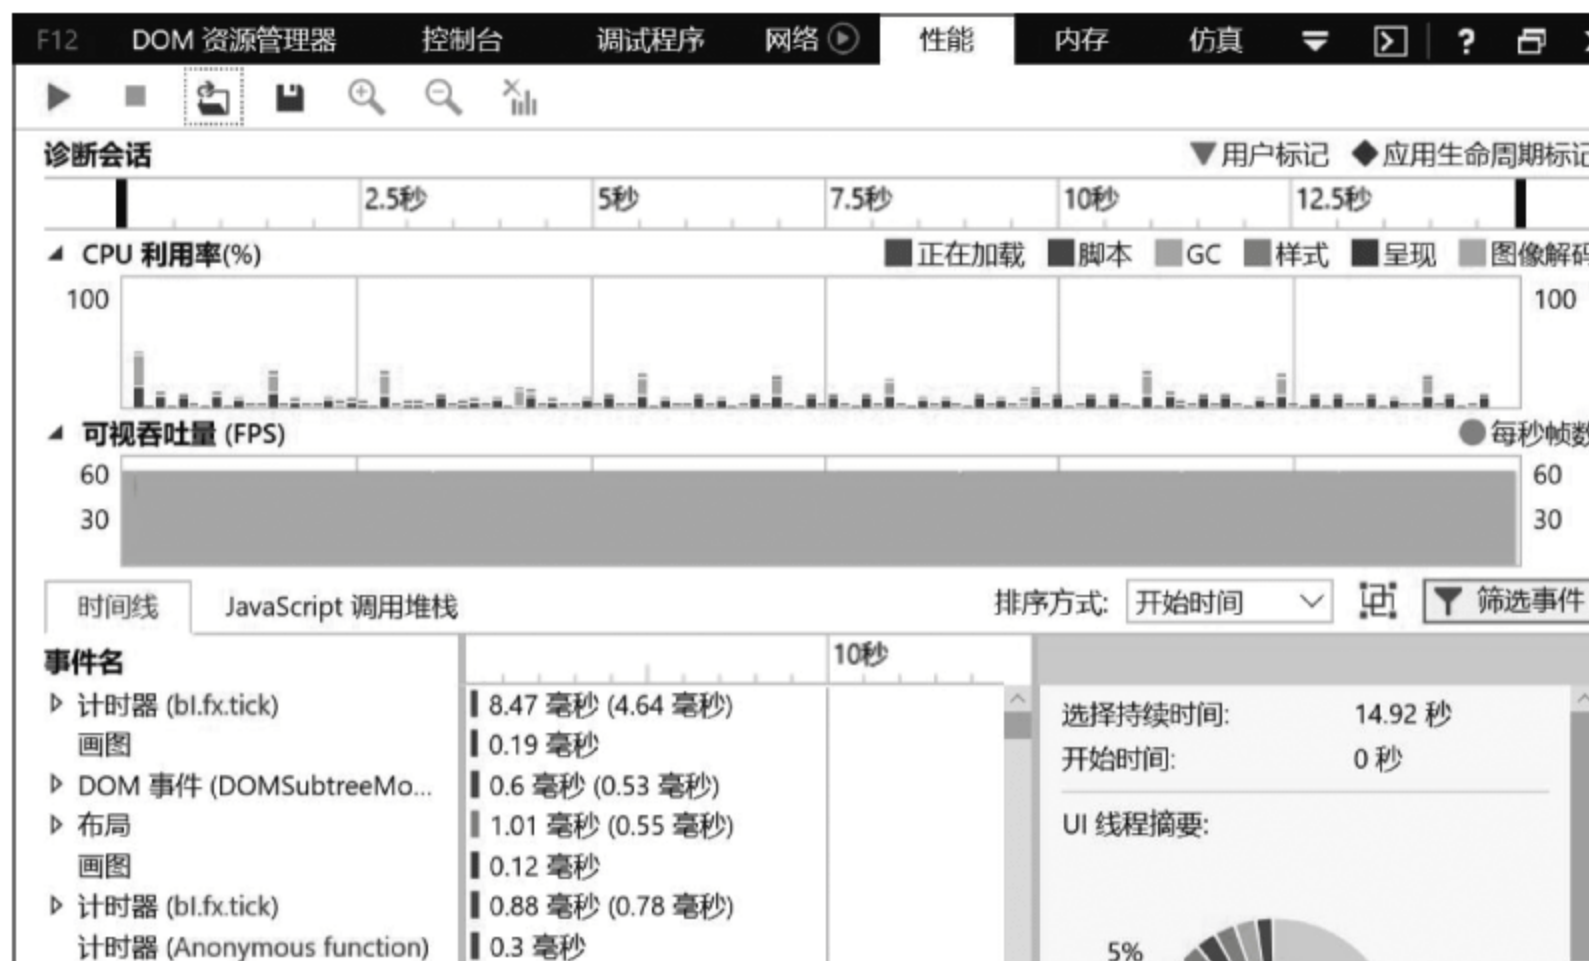 F12 DOM 资源管理器 控制台 调试程序 网络 性能 内存 仿真 ?
诊断会话 用户标记 应用生命周期标记
2.5秒 5秒 7.5秒 10秒 12.5秒
CPU 利用率(%) 正在加载 脚本 GC 样式 呈现 图像解码
100 100
可视吞吐量 (FPS) 每秒帧数
60 60
30 30
时间线 JavaScript 调用堆栈 排序方式: 开始时间 筛选事件
事件名 10秒
计时器 (bl.fx.tick) 8.47 毫秒 (4.64 毫秒) 选择持续时间: 14.92 秒
画图 0.19 毫秒 开始时间: 0 秒
DOM 事件 (DOMSubtreeMo... 0.6 毫秒 (0.53 毫秒)
布局 1.01 毫秒 (0.55 毫秒) UI 线程摘要:
画图 0.12 毫秒
计时器 (bl.fx.tick) 0.88 毫秒 (0.78 毫秒)
计时器 (Anonymous function) 0.3 毫秒 5%